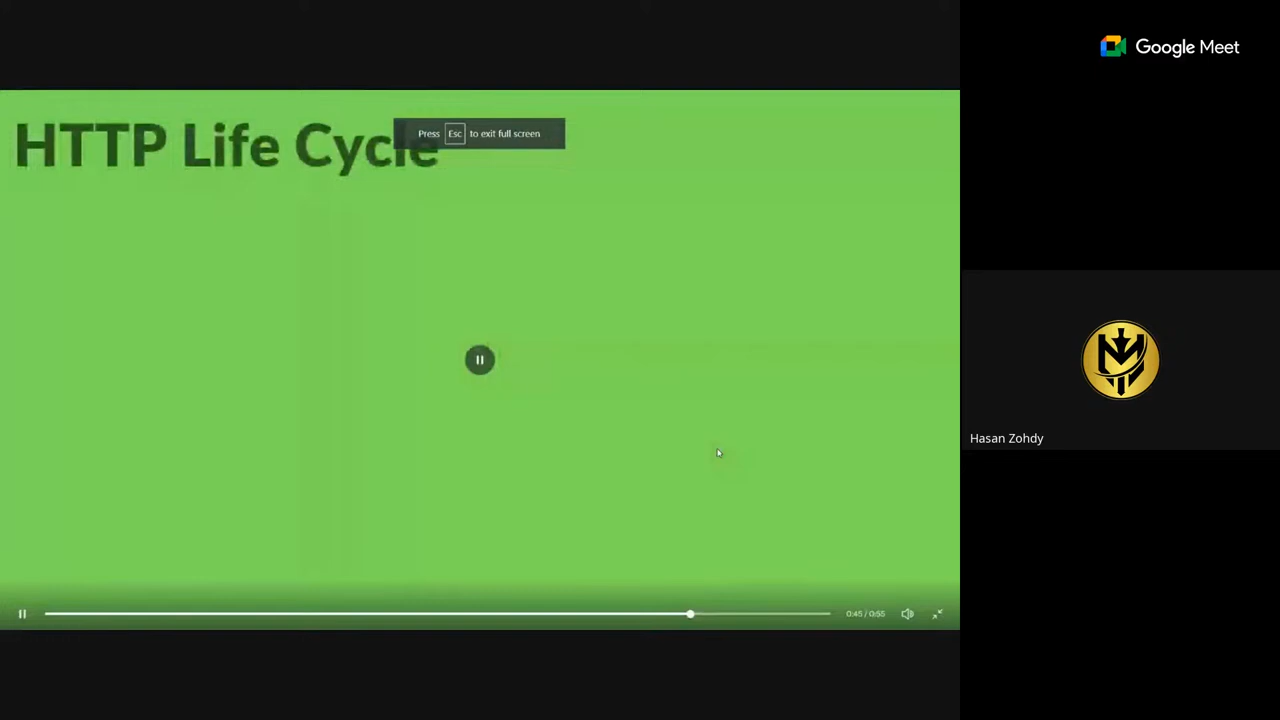 Google Meet
HTTP Life Cycle
Press Esc to exit full screen
Hasan Zohdy
0:45 / 0:55